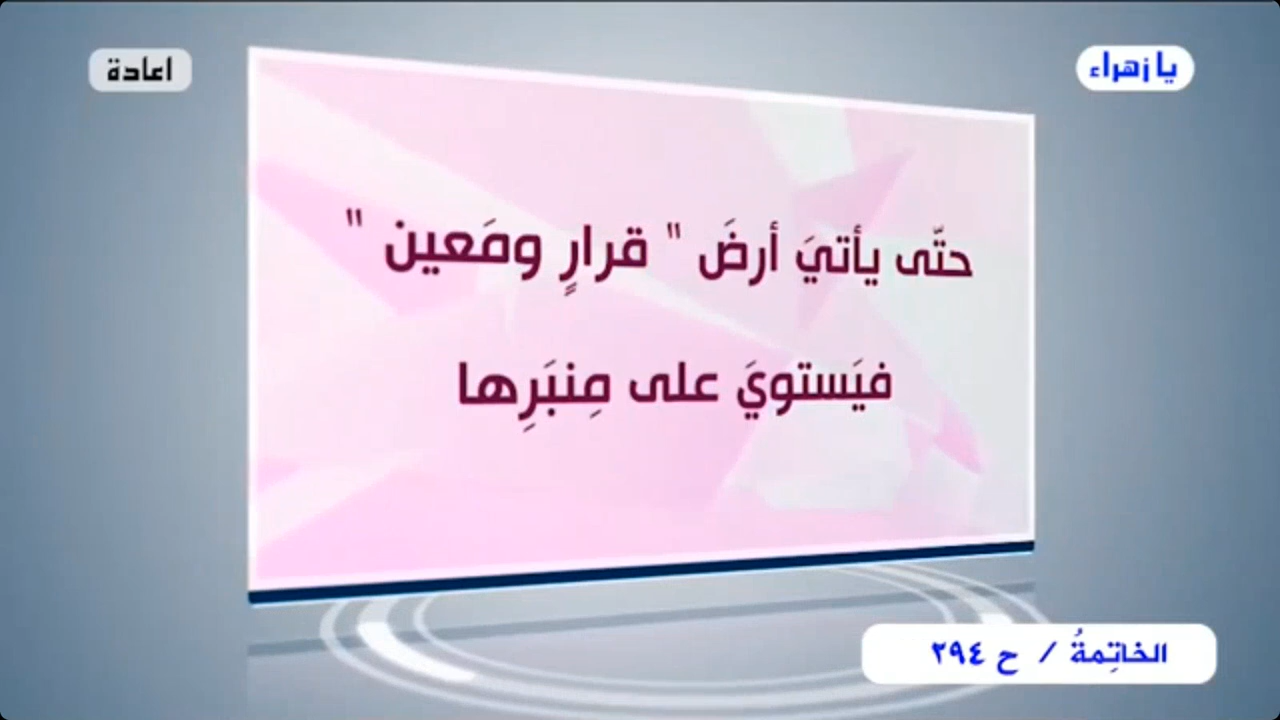 يا زهراء
اعادة
حتّى يأتيَ أرضَ " قرارٍ ومَعين "
فيَستويَ على مِنبَرِها
الخاتِمةُ / ح ٢٩٤